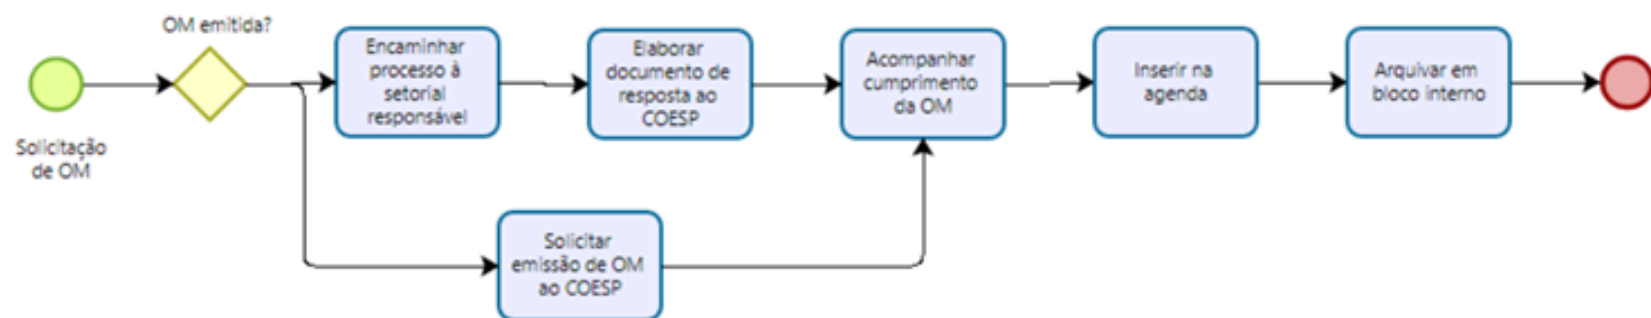 OM emitida?
Solicitação
de OM
Encaminhar
processo à
setorial
responsável
Elaborar
documento de
resposta ao
COESP
Acompanhar
cumprimento
da OM
Inserir na
agenda
Arquivar em
bloco interno
Solicitar
emissão de OM
ao COESP